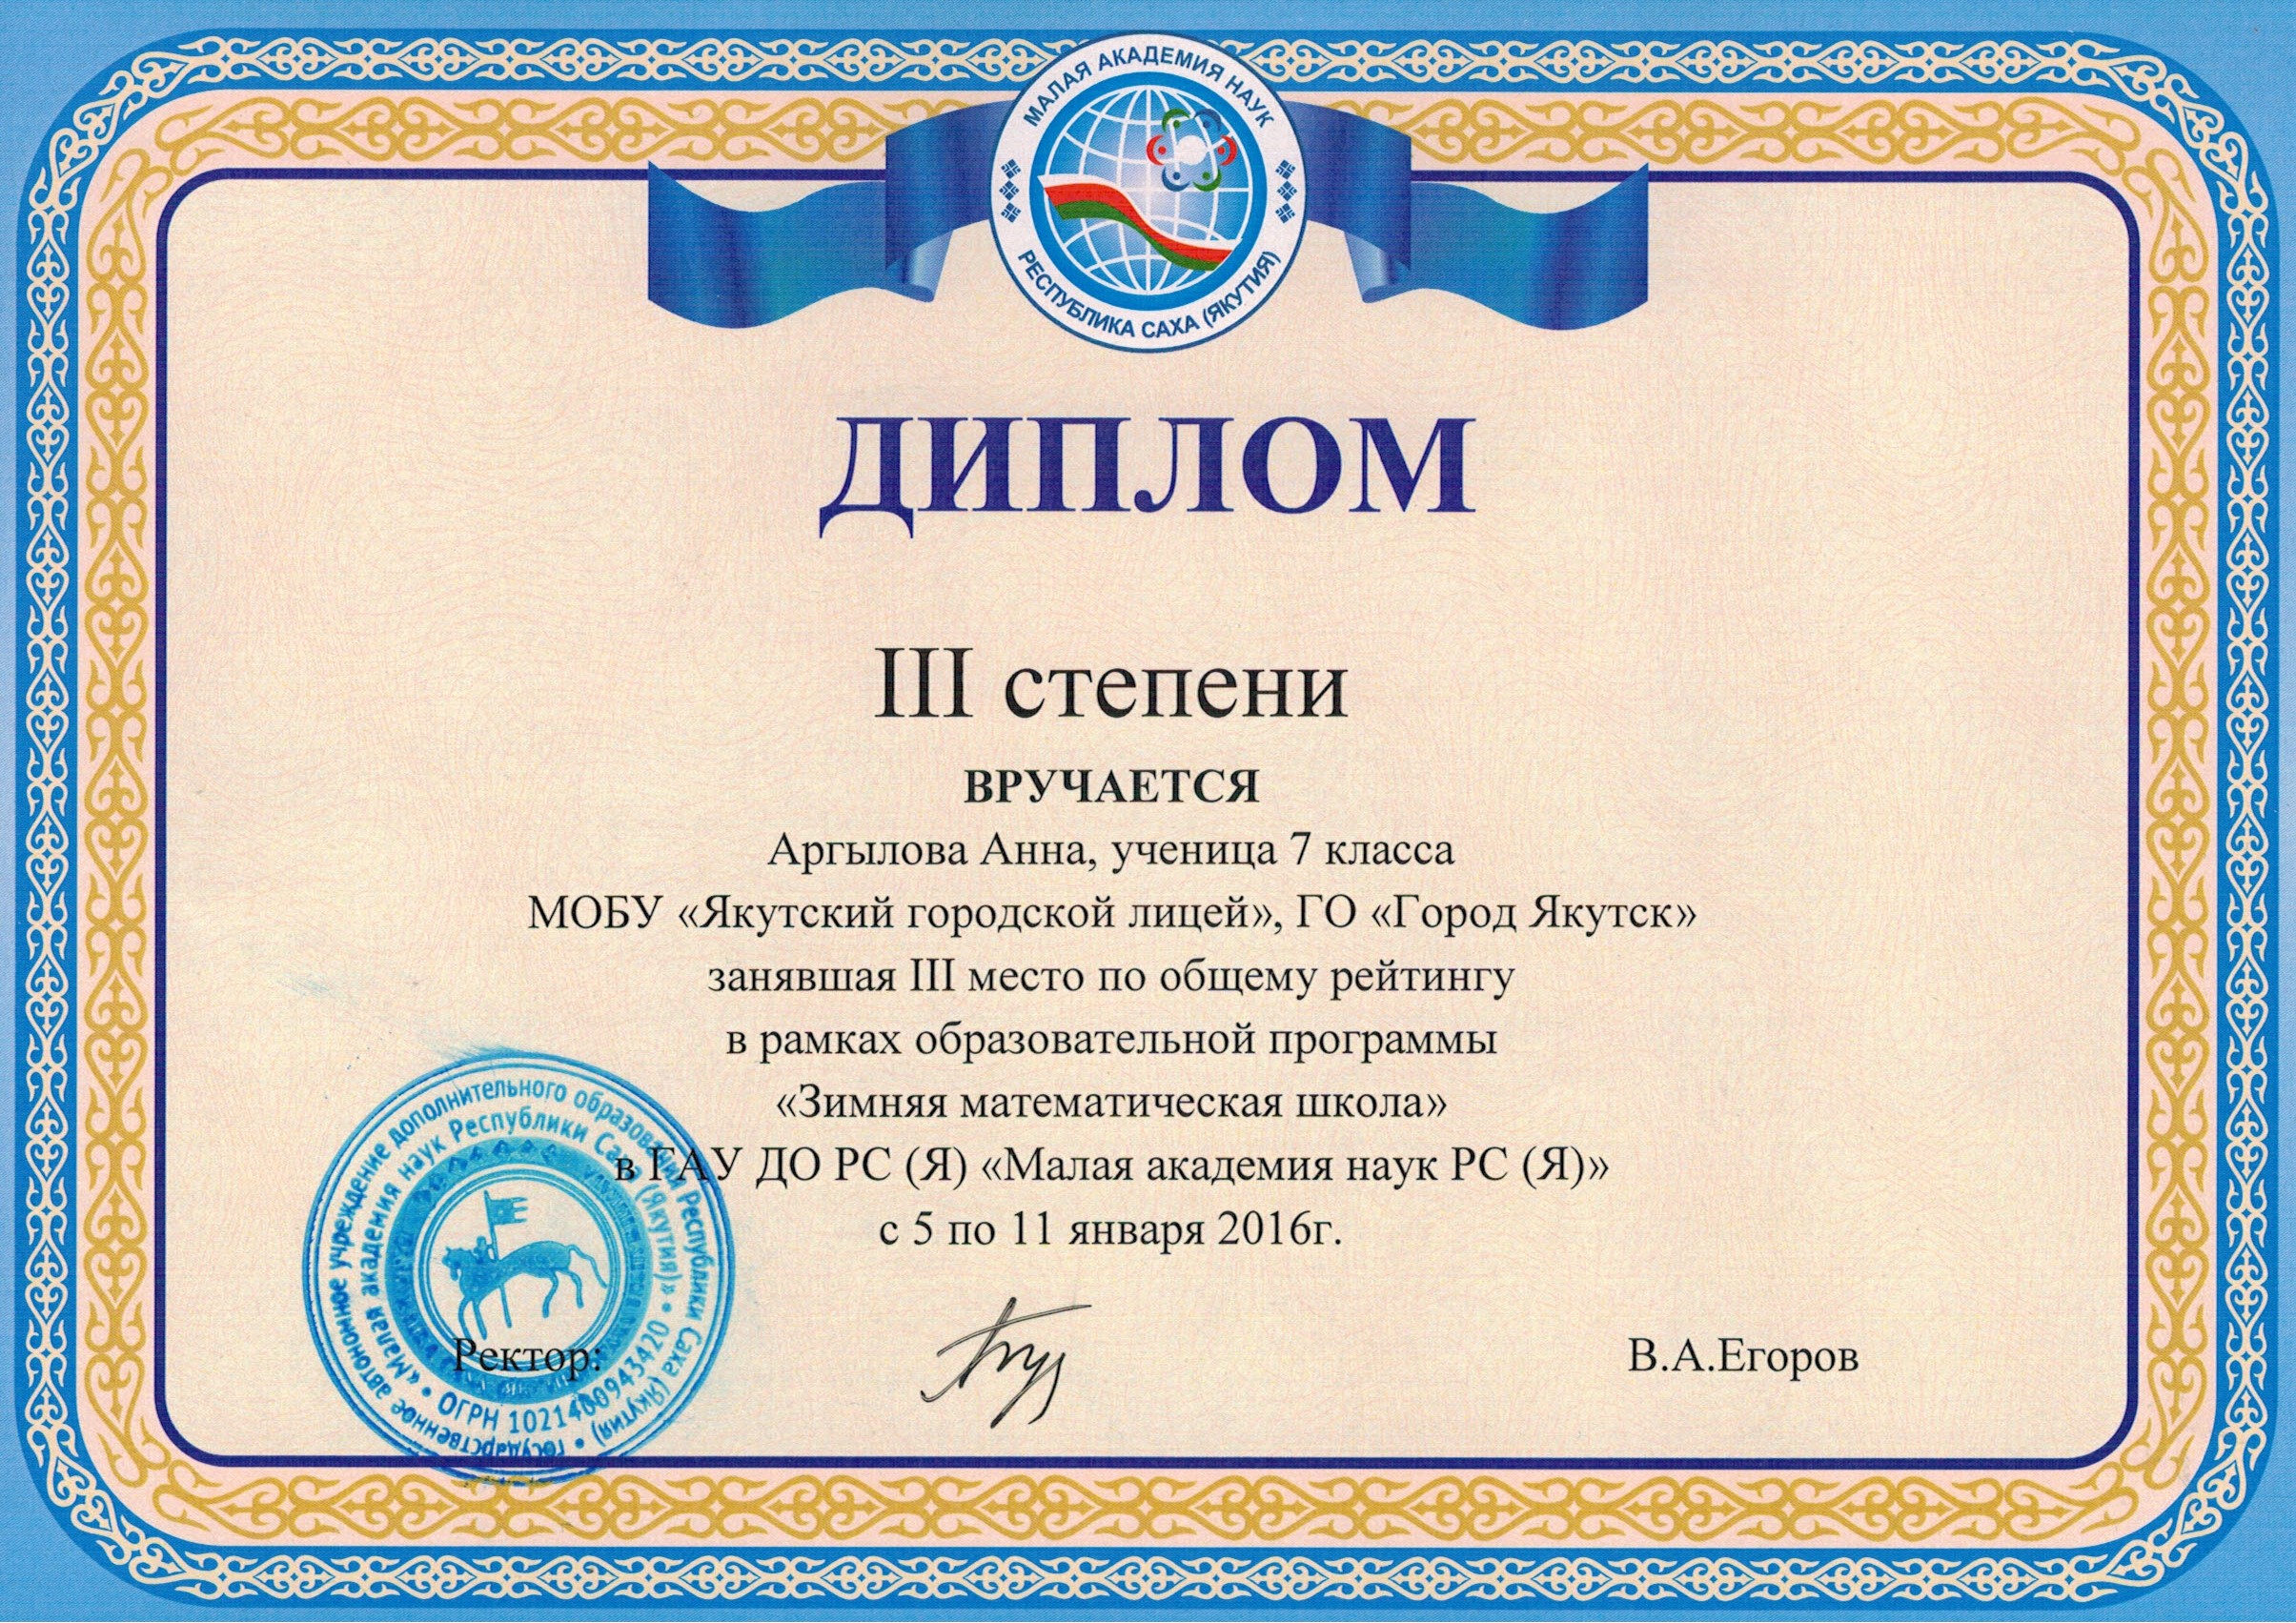 МАЛАЯ АКАДЕМИЯ НАУК
РЕСПУБЛИКА САХА (ЯКУТИЯ)
ДИПЛОМ
III степени
ВРУЧАЕТСЯ
Аргылова Анна, ученица 7 класса
МОБУ «Якутский городской лицей», ГО «Город Якутск»
занявшая III место по общему рейтингу
в рамках образовательной программы
«Зимняя математическая школа»
в ГАУ ДО РС (Я) «Малая академия наук РС (Я)»
с 5 по 11 января 2016г.
Ректор:
В.А.Егоров
государственное автономное учреждение дополнительного образования Республики Саха (Якутия) •
«Малая академия наук Республики Саха (Якутия)» •
ОГРН 1021400943420 •